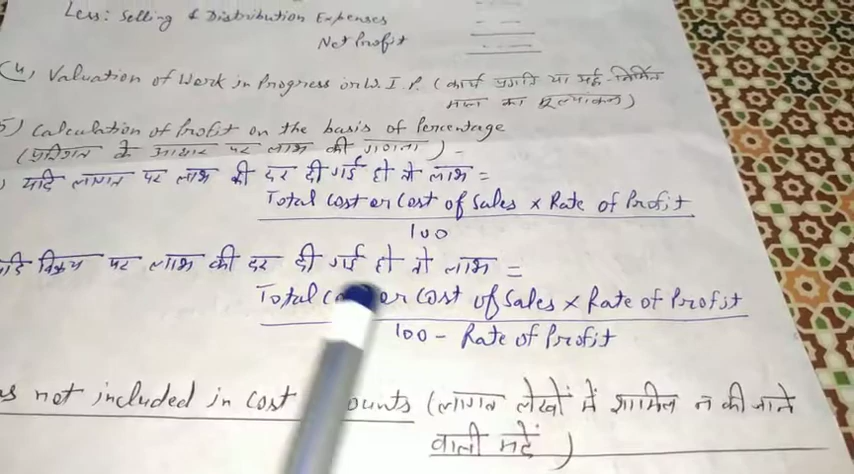 Less: Selling & Distribution Expenses
Net Profit
(4) Valuation of Work in Progress or W.I.P. (कार्य प्रगति या अर्द्ध-निर्मित
माल का मूल्यांकन)
5) Calculation of Profit on the basis of Percentage
(प्रतिशत के आधार पर लाभ की गणना) -
यदि लागत पर लाभ की दर दी गई हो तो लाभ =
Total Cost or Cost of Sales × Rate of Profit
100
यदि विक्रय पर लाभ की दर दी गई हो तो लाभ =
Total or Cost of Sales × Rate of Profit
100 - Rate of Profit
not included in Cost (लागत लेखों में शामिल न की जाने
वाली मदें)